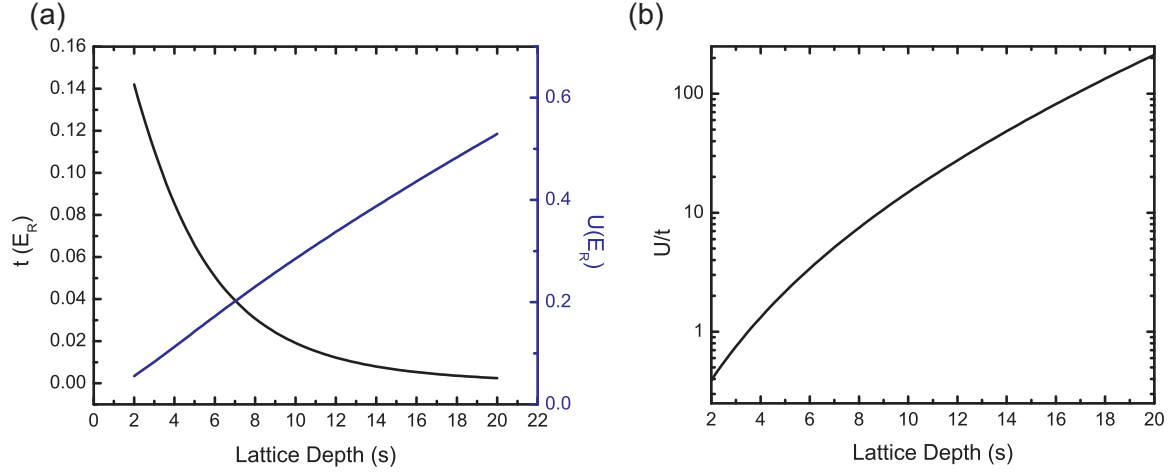 (a)
0.16
0.14
0.12
0.10
0.08
0.06
0.04
0.02
0.00
t (E_R)
0 2 4 6 8 10 12 14 16 18 20 22
Lattice Depth (s)
0.6
0.4
0.2
0.0
U(E_R)
(b)
100
10
1
U/t
2 4 6 8 10 12 14 16 18 20
Lattice Depth (s)